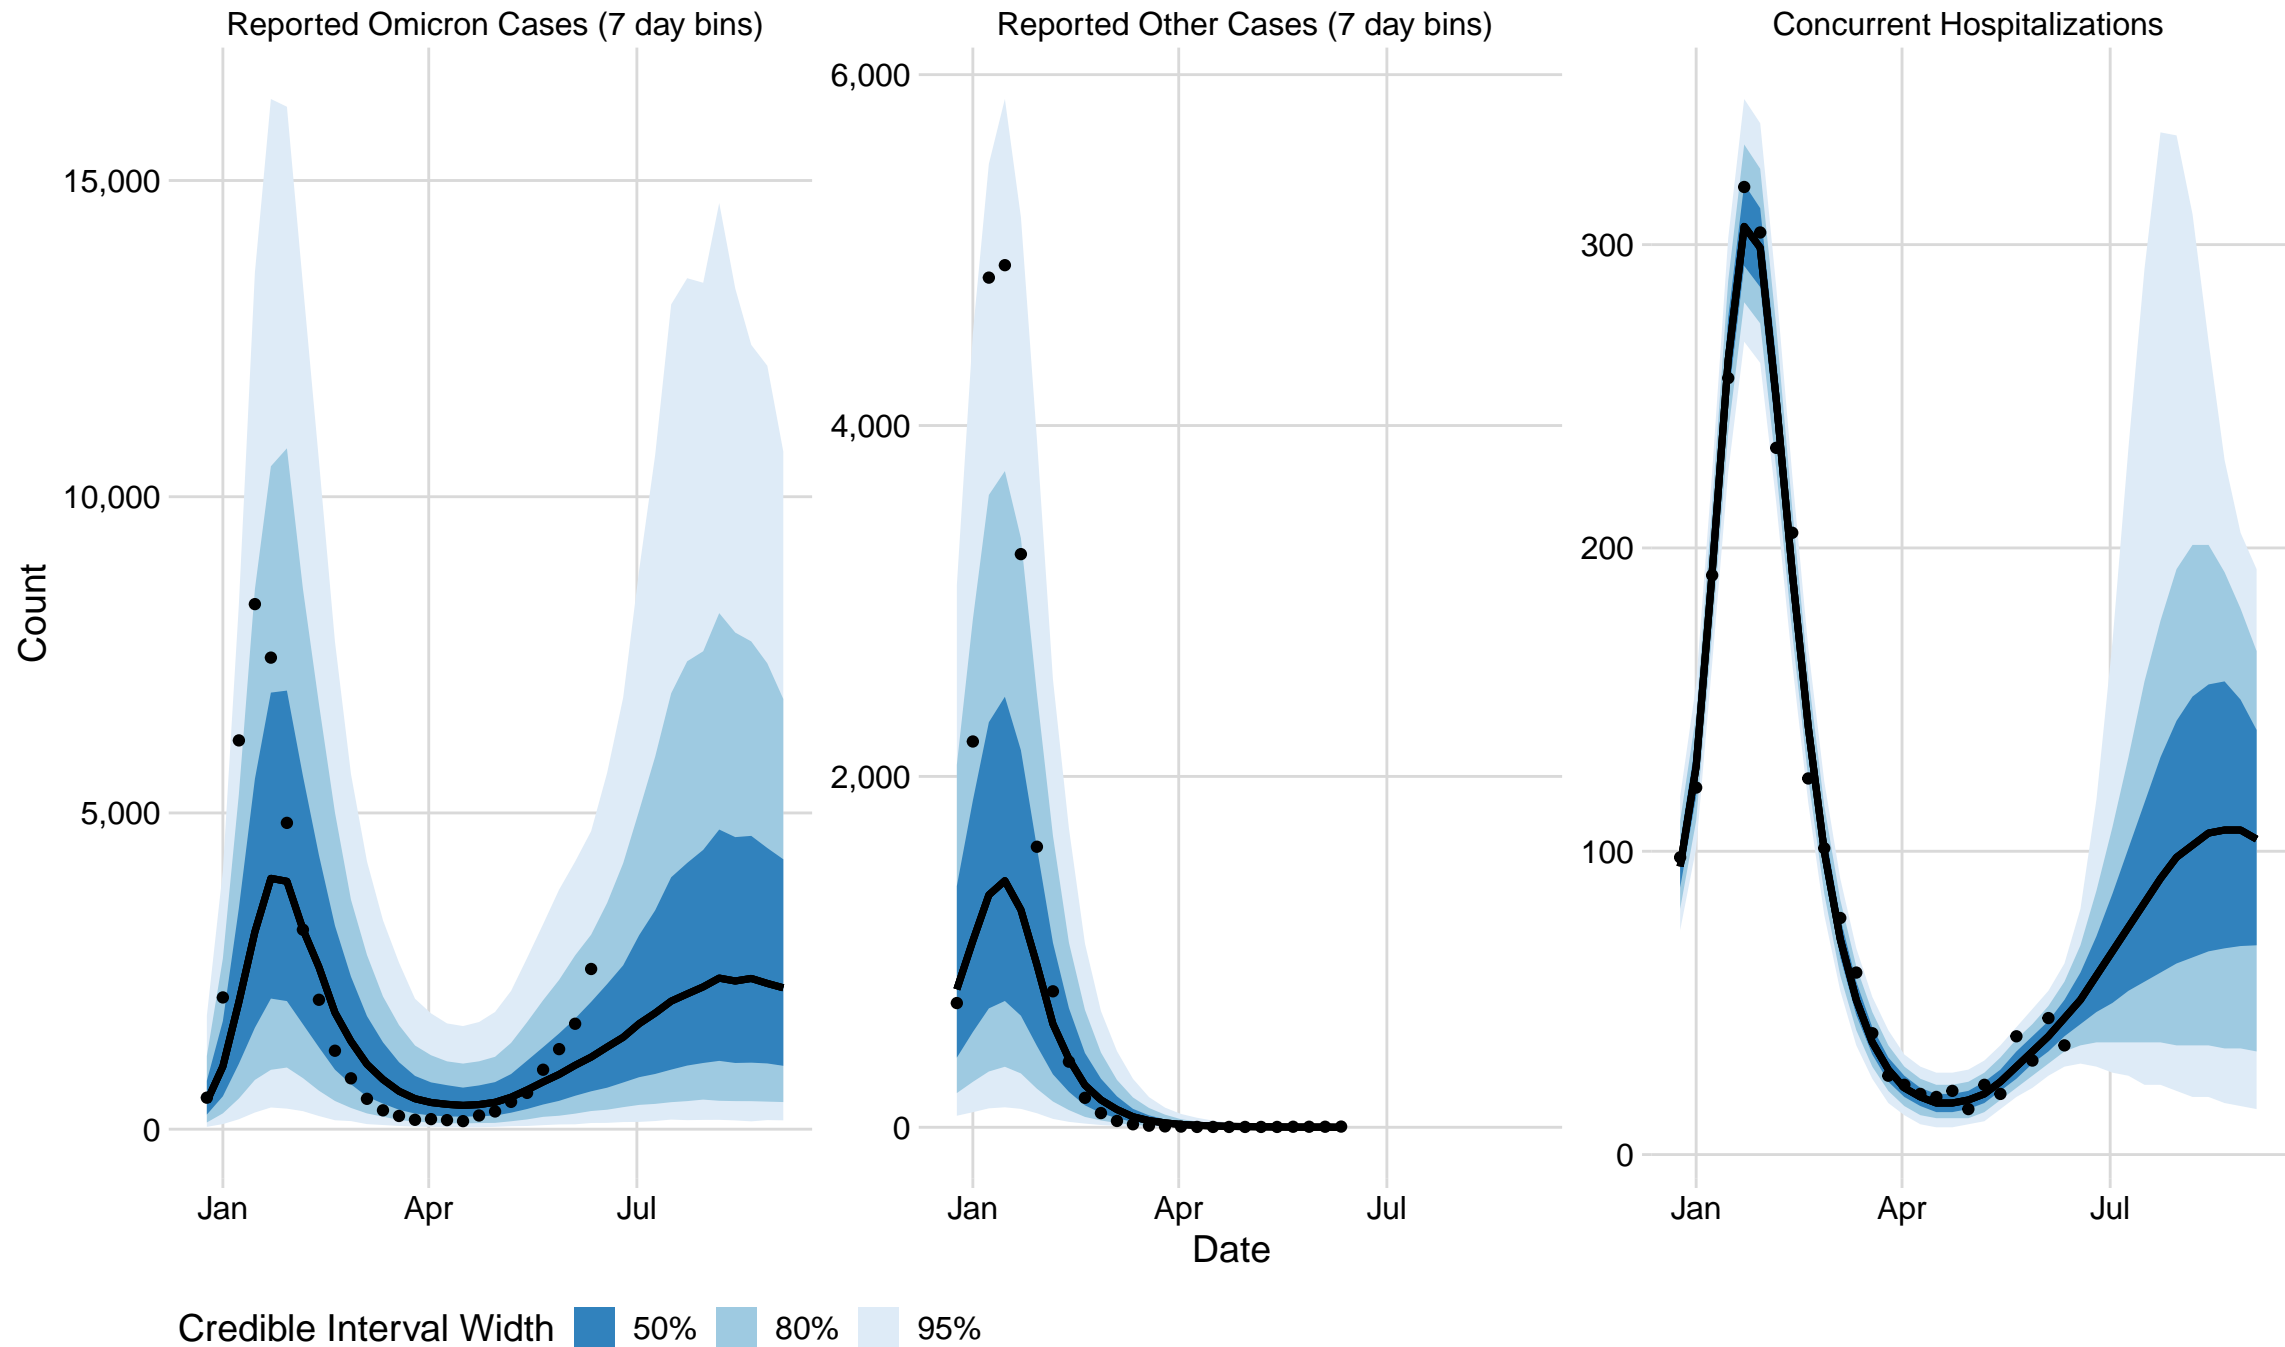 Reported Omicron Cases (7 day bins)
Reported Other Cases (7 day bins)
Concurrent Hospitalizations
Count
15,000
10,000
5,000
0
6,000
4,000
2,000
0
300
200
100
0
Jan Apr Jul
Jan Apr Jul
Jan Apr Jul
Date
Credible Interval Width 50% 80% 95%